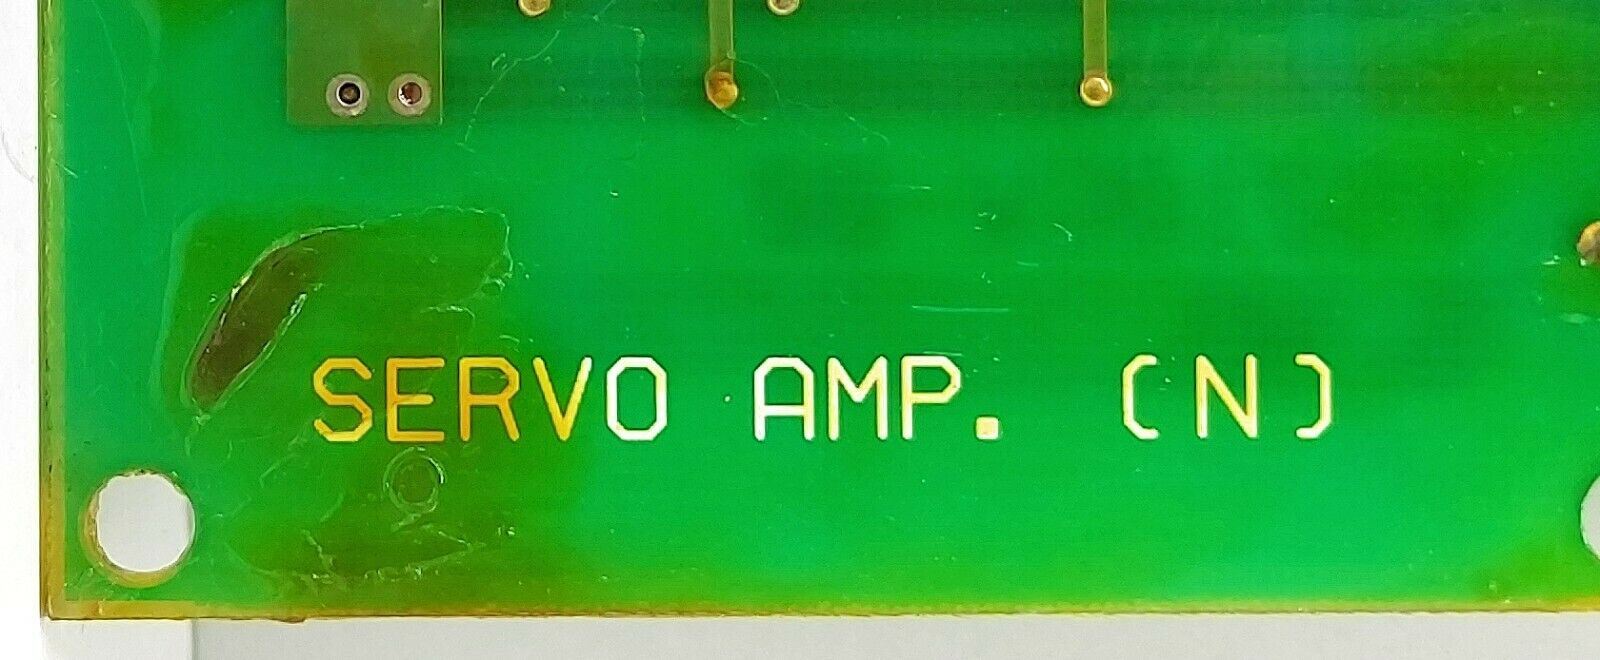 SERVO AMP. (N)